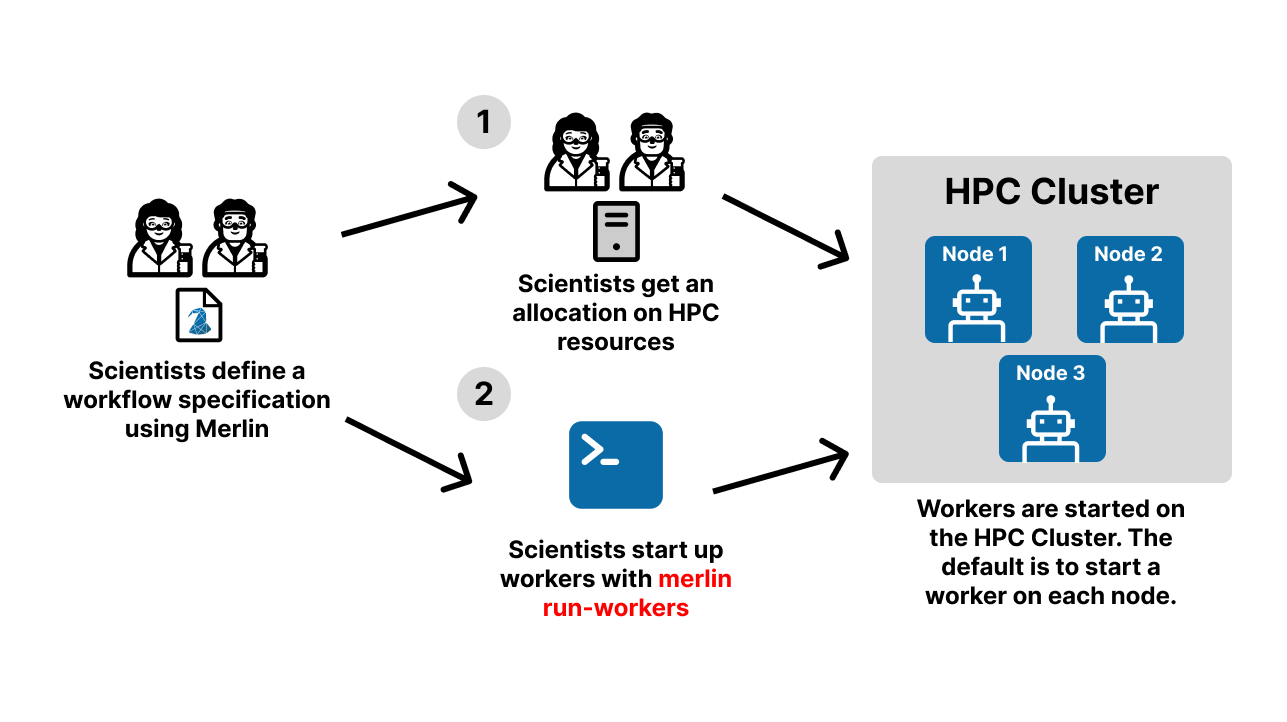 Scientists define a
workflow specification
using Merlin
1
Scientists get an
allocation on HPC
resources
2
>_
Scientists start up
workers with merlin
run-workers
HPC Cluster
Node 1
Node 2
Node 3
Workers are started on
the HPC Cluster. The
default is to start a
worker on each node.